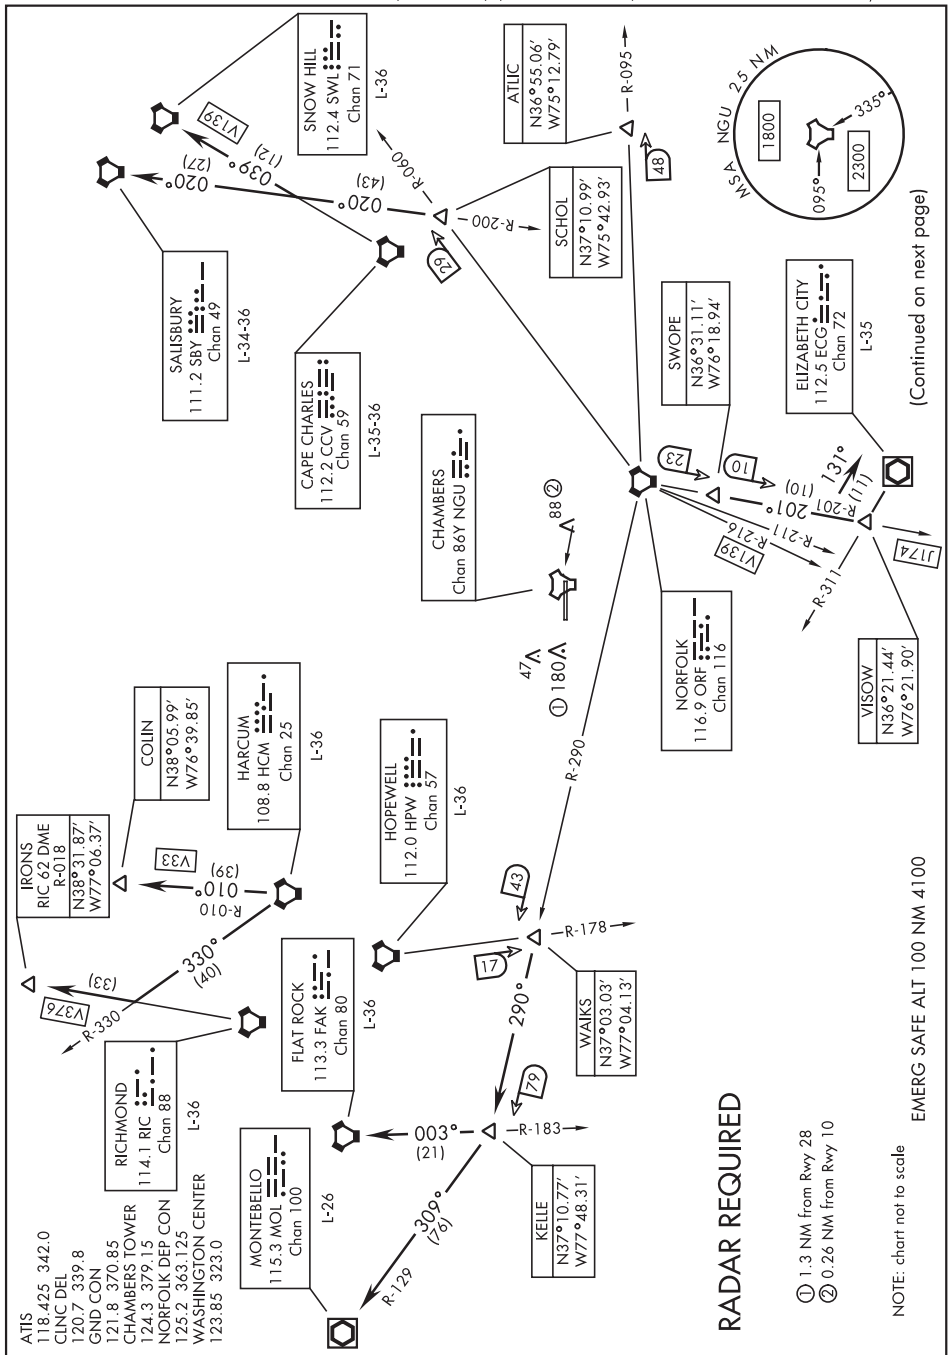 ATIS
118.425 342.0
CLNC DEL
120.7 339.8
GND CON
121.8 370.85
CHAMBERS TOWER
124.3 379.15
NORFOLK DEP CON
125.2 363.125
WASHINGTON CENTER
123.85 323.0
IRONS
RIC 62 DME
R-018
N38°31.87′
W77°06.37′
COLIN
N38°05.99′
W76°39.85′
SALISBURY
111.2 SBY
Chan 49
L-34-36
SNOW HILL
112.4 SWL
Chan 71
L-36
V376
(33)
R-330
330°
(40)
V33
(39)
010°
R-010
RICHMOND
114.1 RIC
Chan 88
L-36
HARCUM
108.8 HCM
Chan 25
L-36
020°
(27)
V139
039°
(12)
020°
(43)
R-060
R-200
29
CAPE CHARLES
112.2 CCV
Chan 59
L-35-36
ATLIC
N36°55.06′
W75°12.79′
R-095
48
SCHOL
N37°10.99′
W75°42.93′
MONTEBELLO
115.3 MOL
Chan 100
L-26
FLAT ROCK
113.3 FAK
Chan 80
L-36
HOPEWELL
112.0 HPW
Chan 57
L-36
CHAMBERS
Chan 86Y NGU
R-129
309°
(76)
003°
(21)
79
290°
17
43
R-290
R-183
R-178
47
① 180
88 ②
KELLE
N37°10.77′
W77°48.31′
WAIKS
N37°03.03′
W77°04.13′
NORFOLK
116.9 ORF
Chan 116
SWOPE
N36°31.11′
W76°18.94′
23
10
R-216
V139
R-211
201°
R-201
(10)
131°
(11)
R-311
J174
VISOW
N36°21.44′
W76°21.90′
ELIZABETH CITY
112.5 ECG
Chan 72
L-35
MSA NGU 25 NM
1800
2300
095°
335°
RADAR REQUIRED
① 1.3 NM from Rwy 28
② 0.26 NM from Rwy 10
NOTE: chart not to scale
EMERG SAFE ALT 100 NM 4100
(Continued on next page)